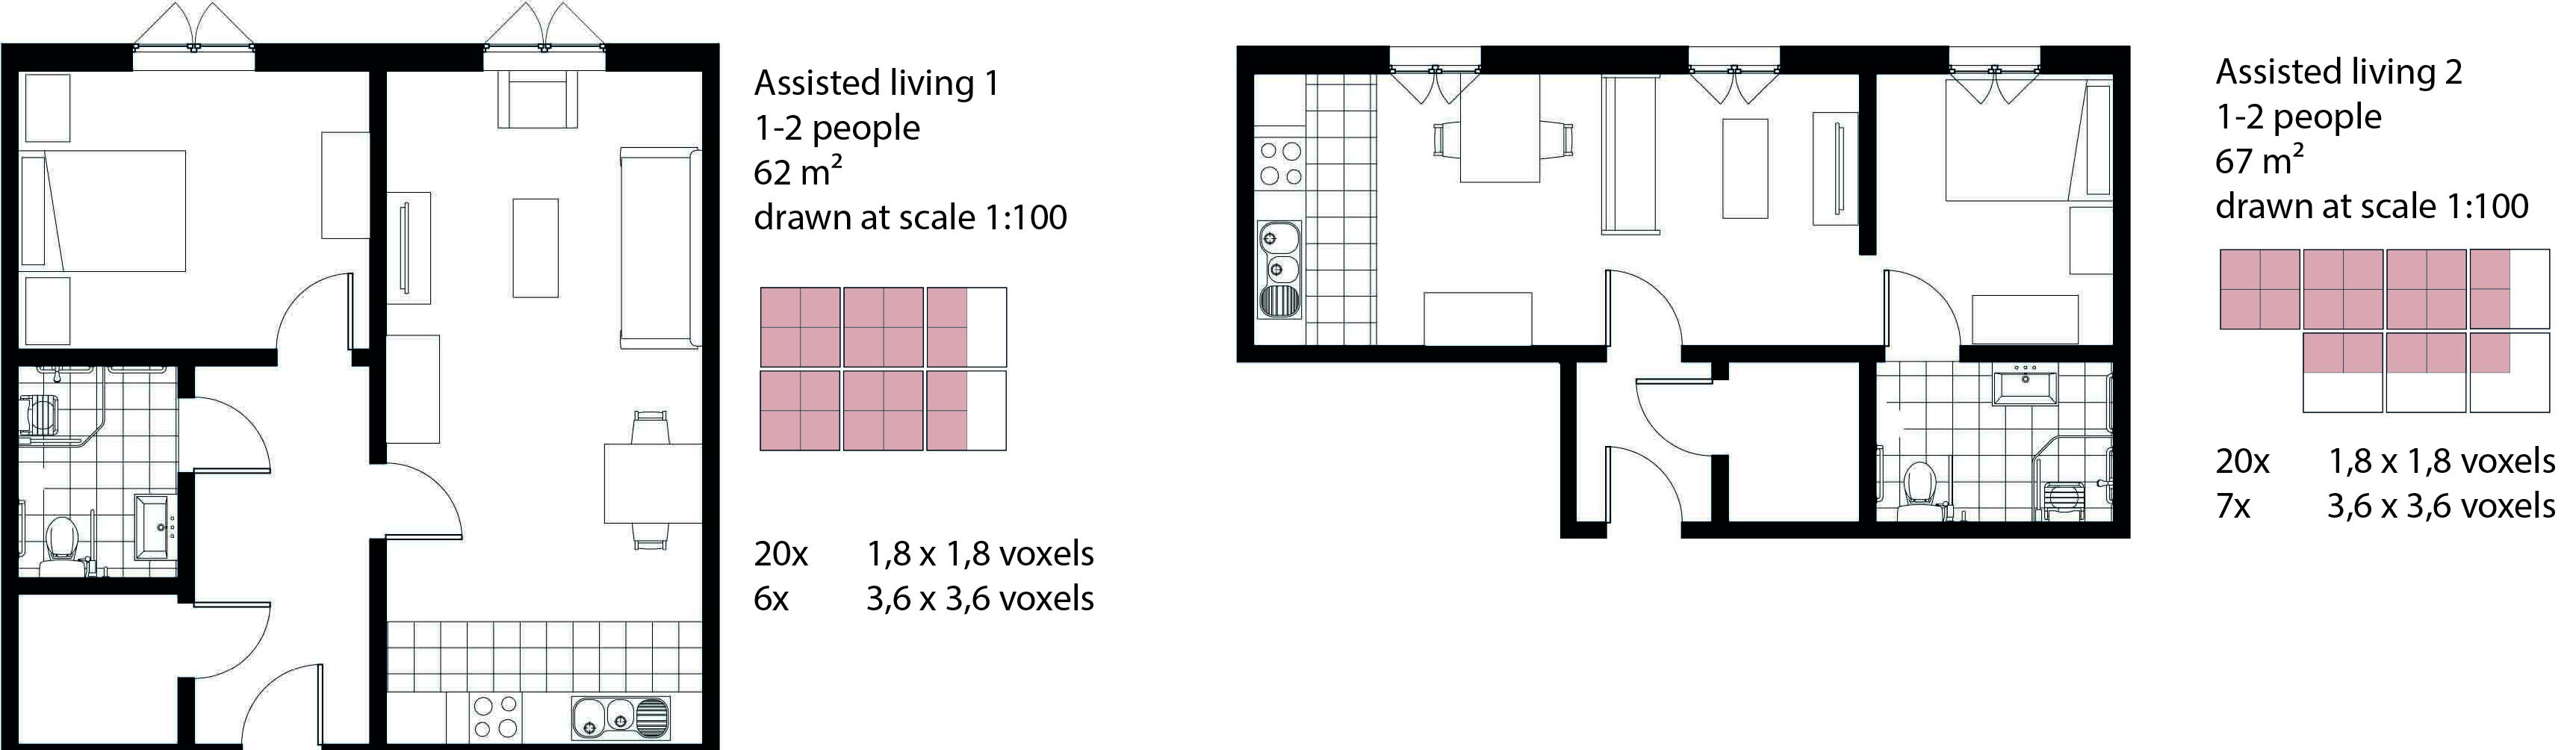 Assisted living 1
1-2 people
62 m²
drawn at scale 1:100
20x 1,8 x 1,8 voxels
6x 3,6 x 3,6 voxels
Assisted living 2
1-2 people
67 m²
drawn at scale 1:100
20x 1,8 x 1,8 voxels
7x 3,6 x 3,6 voxels